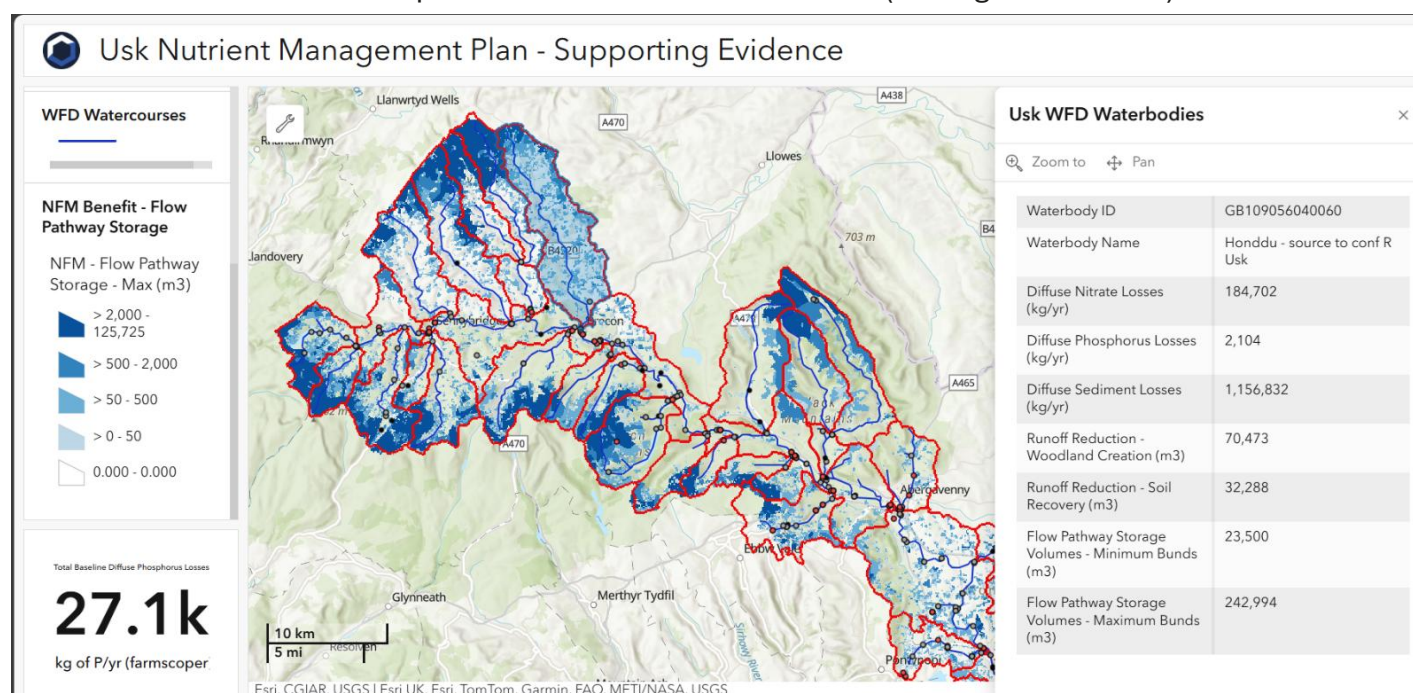 Usk Nutrient Management Plan - Supporting Evidence
WFD Watercourses
NFM Benefit - Flow
Pathway Storage
NFM - Flow Pathway
Storage - Max (m3)
> 2,000 -
125,725
> 500 - 2,000
> 50 - 500
> 0 - 50
0.000 - 0.000
Total Baseline Diffuse Phosphorus Losses
27.1k
kg of P/yr (farmscoper
Llanwrtyd Wells
A438
A470
Llowes
B4520
703 m
landovery
A479
A465
A470
Abergavenny
Glynneath
Merthyr Tydfil
Sirhowy River
10 km
5 mi
Resolven
Esri, CGIAR, USGS | Esri UK, Esri, TomTom, Garmin, FAO, METI/NASA, USGS
Usk WFD Waterbodies
×
Zoom to Pan
Waterbody ID GB109056040060
Waterbody Name Honddu - source to conf R
Usk
Diffuse Nitrate Losses 184,702
(kg/yr)
Diffuse Phosphorus Losses 2,104
(kg/yr)
Diffuse Sediment Losses 1,156,832
(kg/yr)
Runoff Reduction - 70,473
Woodland Creation (m3)
Runoff Reduction - Soil 32,288
Recovery (m3)
Flow Pathway Storage 23,500
Volumes - Minimum Bunds
(m3)
Flow Pathway Storage 242,994
Volumes - Maximum Bunds
(m3)